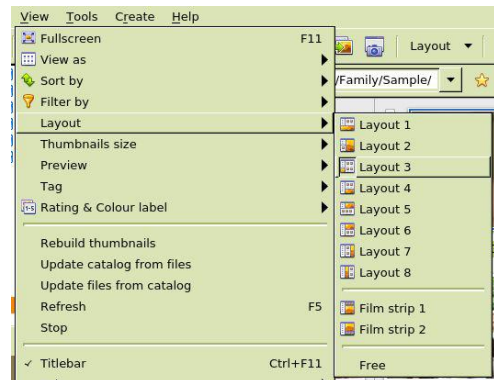 View Tools Create Help
Fullscreen F11
View as
Sort by
Filter by
Layout
Thumbnails size
Preview
Tag
Rating & Colour label
Rebuild thumbnails
Update catalog from files
Update files from catalog
Refresh F5
Stop
Titlebar Ctrl+F11
Layout
/Family/Sample/
Layout 1
Layout 2
Layout 3
Layout 4
Layout 5
Layout 6
Layout 7
Layout 8
Film strip 1
Film strip 2
Free